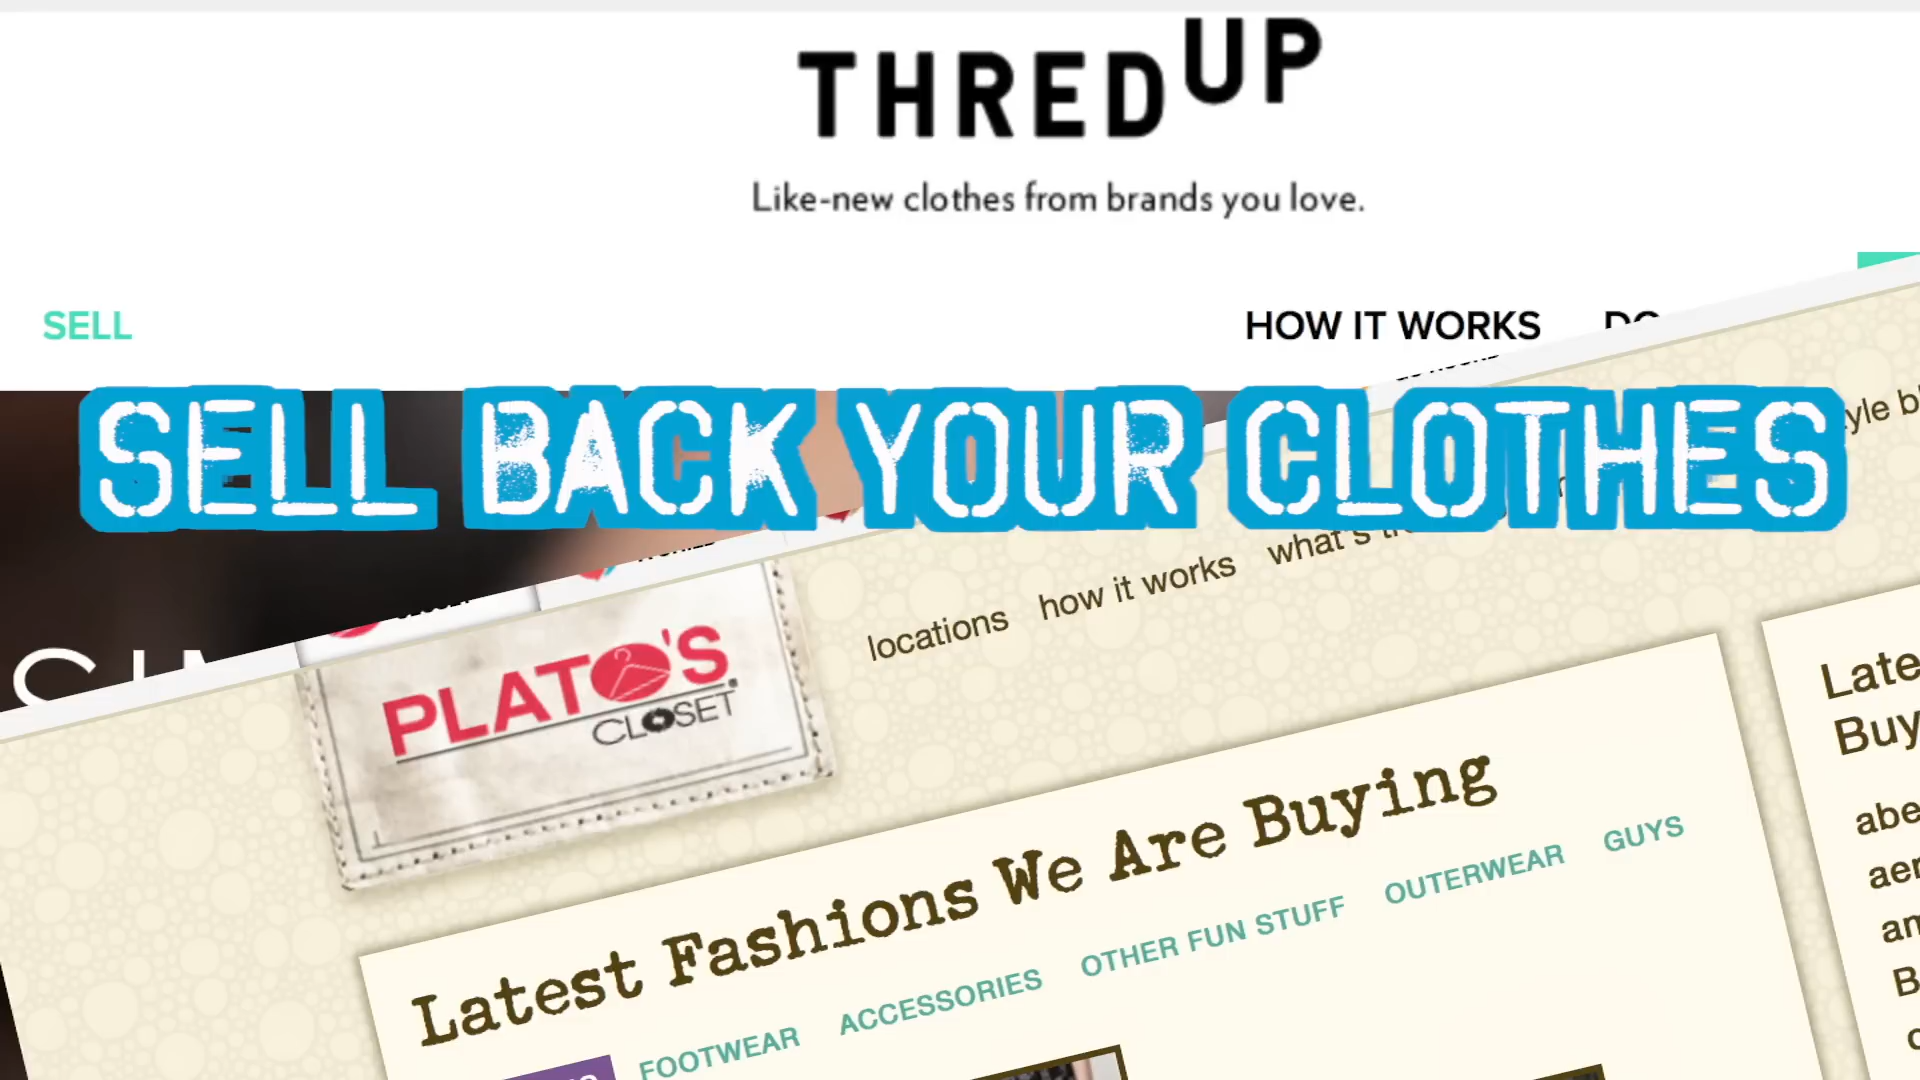 THREDUP
Like-new clothes from brands you love.
SELL
HOW IT WORKS
SELL BACK YOUR CLOTHES
locations how it works what's
PLATO'S
CLOSET
Latest Fashions We Are Buying
FOOTWEAR ACCESSORIES OTHER FUN STUFF OUTERWEAR GUYS